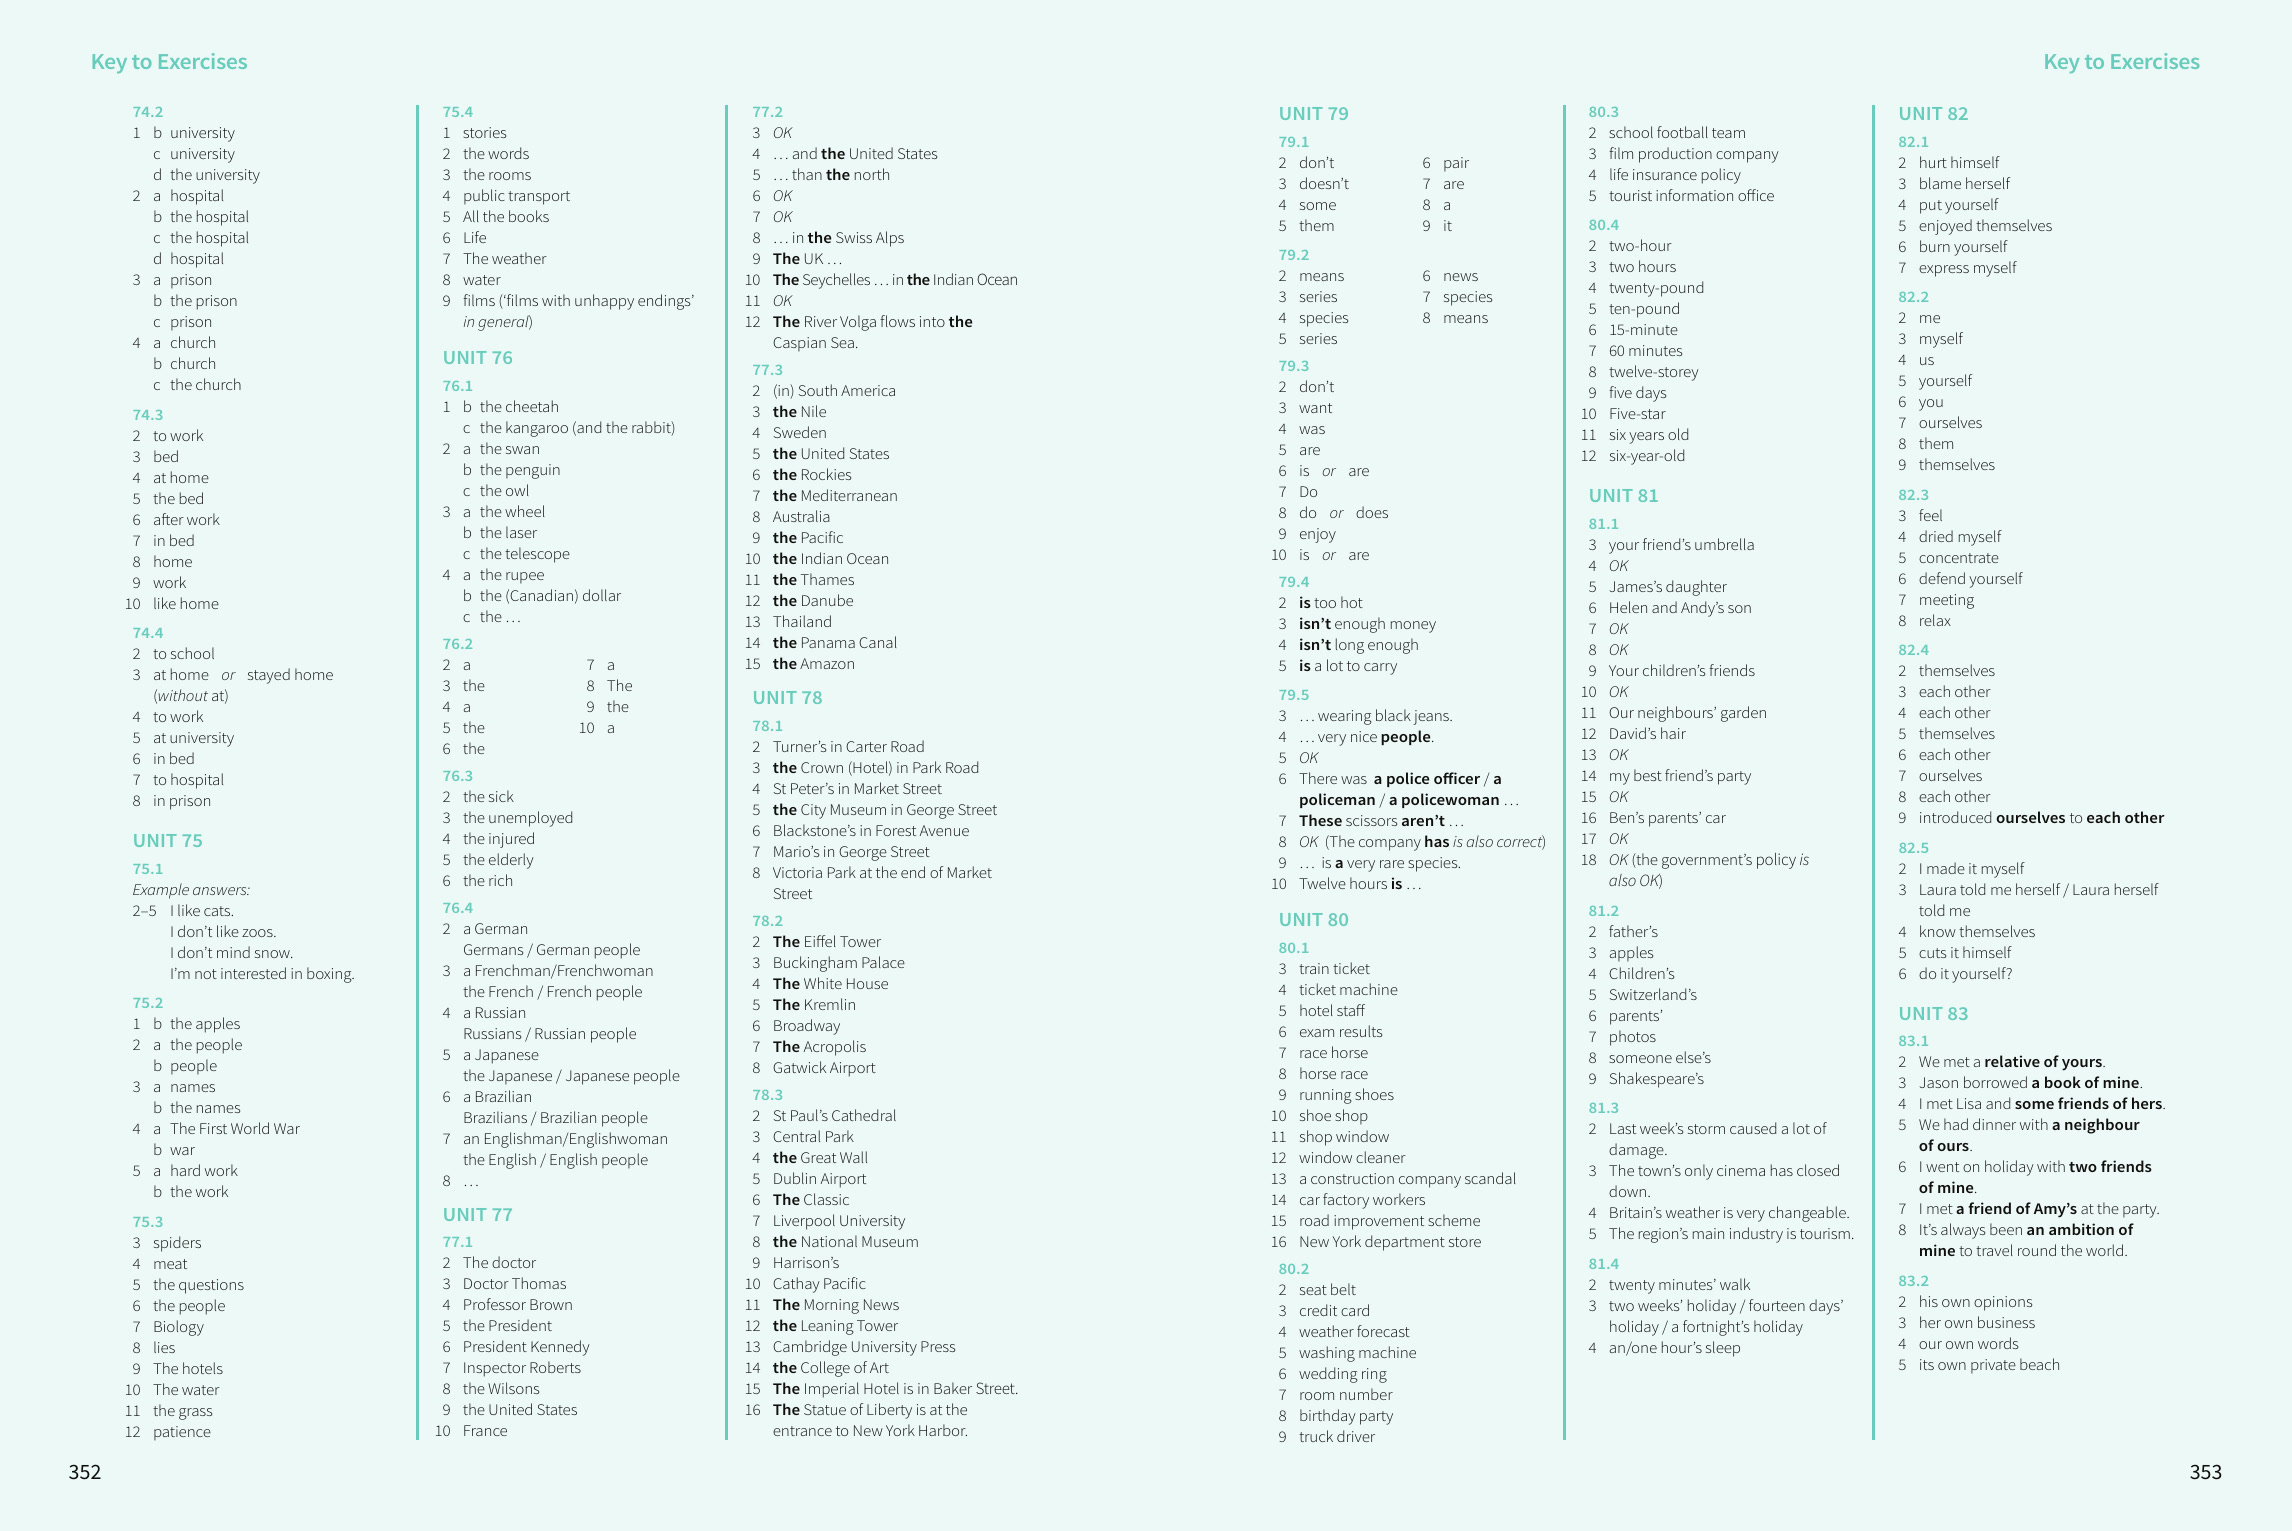 Key to Exercises
74.2
1 b university
c university
d the university
2 a hospital
b the hospital
c the hospital
d hospital
3 a prison
b the prison
c prison
4 a church
b church
c the church
74.3
2 to work
3 bed
4 at home
5 the bed
6 after work
7 in bed
8 home
9 work
10 like home
74.4
2 to school
3 at home or stayed home
(without at)
4 to work
5 at university
6 in bed
7 to hospital
8 in prison
UNIT 75
75.1
Example answers:
2–5 I like cats.
I don’t like zoos.
I don’t mind snow.
I’m not interested in boxing.
75.2
1 b the apples
2 a the people
b people
3 a names
b the names
4 a The First World War
b war
5 a hard work
b the work
75.3
3 spiders
4 meat
5 the questions
6 the people
7 Biology
8 lies
9 The hotels
10 The water
11 the grass
12 patience
75.4
1 stories
2 the words
3 the rooms
4 public transport
5 All the books
6 Life
7 The weather
8 water
9 films (‘films with unhappy endings’
in general)
UNIT 76
76.1
1 b the cheetah
c the kangaroo (and the rabbit)
2 a the swan
b the penguin
c the owl
3 a the wheel
b the laser
c the telescope
4 a the rupee
b the (Canadian) dollar
c the …
76.2
2 a 7 a
3 the 8 The
4 a 9 the
5 the 10 a
6 the
76.3
2 the sick
3 the unemployed
4 the injured
5 the elderly
6 the rich
76.4
2 a German
Germans / German people
3 a Frenchman/Frenchwoman
the French / French people
4 a Russian
Russians / Russian people
5 a Japanese
the Japanese / Japanese people
6 a Brazilian
Brazilians / Brazilian people
7 an Englishman/Englishwoman
the English / English people
8 …
UNIT 77
77.1
2 The doctor
3 Doctor Thomas
4 Professor Brown
5 the President
6 President Kennedy
7 Inspector Roberts
8 the Wilsons
9 the United States
10 France
77.2
3 OK
4 … and the United States
5 … than the north
6 OK
7 OK
8 … in the Swiss Alps
9 The UK …
10 The Seychelles … in the Indian Ocean
11 OK
12 The River Volga flows into the
Caspian Sea.
77.3
2 (in) South America
3 the Nile
4 Sweden
5 the United States
6 the Rockies
7 the Mediterranean
8 Australia
9 the Pacific
10 the Indian Ocean
11 the Thames
12 the Danube
13 Thailand
14 the Panama Canal
15 the Amazon
UNIT 78
78.1
2 Turner’s in Carter Road
3 the Crown (Hotel) in Park Road
4 St Peter’s in Market Street
5 the City Museum in George Street
6 Blackstone’s in Forest Avenue
7 Mario’s in George Street
8 Victoria Park at the end of Market
Street
78.2
2 The Eiffel Tower
3 Buckingham Palace
4 The White House
5 The Kremlin
6 Broadway
7 The Acropolis
8 Gatwick Airport
78.3
2 St Paul’s Cathedral
3 Central Park
4 the Great Wall
5 Dublin Airport
6 The Classic
7 Liverpool University
8 the National Museum
9 Harrison’s
10 Cathay Pacific
11 The Morning News
12 the Leaning Tower
13 Cambridge University Press
14 the College of Art
15 The Imperial Hotel is in Baker Street.
16 The Statue of Liberty is at the
entrance to New York Harbor.
352
Key to Exercises
UNIT 79
79.1
2 don’t 6 pair
3 doesn’t 7 are
4 some 8 a
5 them 9 it
79.2
2 means 6 news
3 series 7 species
4 species 8 means
5 series
79.3
2 don’t
3 want
4 was
5 are
6 is or are
7 Do
8 do or does
9 enjoy
10 is or are
79.4
2 is too hot
3 isn’t enough money
4 isn’t long enough
5 is a lot to carry
79.5
3 … wearing black jeans.
4 … very nice people.
5 OK
6 There was a police officer / a
policeman / a policewoman …
7 These scissors aren’t …
8 OK (The company has is also correct)
9 … is a very rare species.
10 Twelve hours is …
UNIT 80
80.1
3 train ticket
4 ticket machine
5 hotel staff
6 exam results
7 race horse
8 horse race
9 running shoes
10 shoe shop
11 shop window
12 window cleaner
13 a construction company scandal
14 car factory workers
15 road improvement scheme
16 New York department store
80.2
2 seat belt
3 credit card
4 weather forecast
5 washing machine
6 wedding ring
7 room number
8 birthday party
9 truck driver
80.3
2 school football team
3 film production company
4 life insurance policy
5 tourist information office
80.4
2 two-hour
3 two hours
4 twenty-pound
5 ten-pound
6 15-minute
7 60 minutes
8 twelve-storey
9 five days
10 Five-star
11 six years old
12 six-year-old
UNIT 81
81.1
3 your friend’s umbrella
4 OK
5 James’s daughter
6 Helen and Andy’s son
7 OK
8 OK
9 Your children’s friends
10 OK
11 Our neighbours’ garden
12 David’s hair
13 OK
14 my best friend’s party
15 OK
16 Ben’s parents’ car
17 OK
18 OK (the government’s policy is
also OK)
81.2
2 father’s
3 apples
4 Children’s
5 Switzerland’s
6 parents’
7 photos
8 someone else’s
9 Shakespeare’s
81.3
2 Last week’s storm caused a lot of
damage.
3 The town’s only cinema has closed
down.
4 Britain’s weather is very changeable.
5 The region’s main industry is tourism.
81.4
2 twenty minutes’ walk
3 two weeks’ holiday / fourteen days’
holiday / a fortnight’s holiday
4 an/one hour’s sleep
UNIT 82
82.1
2 hurt himself
3 blame herself
4 put yourself
5 enjoyed themselves
6 burn yourself
7 express myself
82.2
2 me
3 myself
4 us
5 yourself
6 you
7 ourselves
8 them
9 themselves
82.3
3 feel
4 dried myself
5 concentrate
6 defend yourself
7 meeting
8 relax
82.4
2 themselves
3 each other
4 each other
5 themselves
6 each other
7 ourselves
8 each other
9 introduced ourselves to each other
82.5
2 I made it myself
3 Laura told me herself / Laura herself
told me
4 know themselves
5 cuts it himself
6 do it yourself?
UNIT 83
83.1
2 We met a relative of yours.
3 Jason borrowed a book of mine.
4 I met Lisa and some friends of hers.
5 We had dinner with a neighbour
of ours.
6 I went on holiday with two friends
of mine.
7 I met a friend of Amy’s at the party.
8 It’s always been an ambition of
mine to travel round the world.
83.2
2 his own opinions
3 her own business
4 our own words
5 its own private beach
353